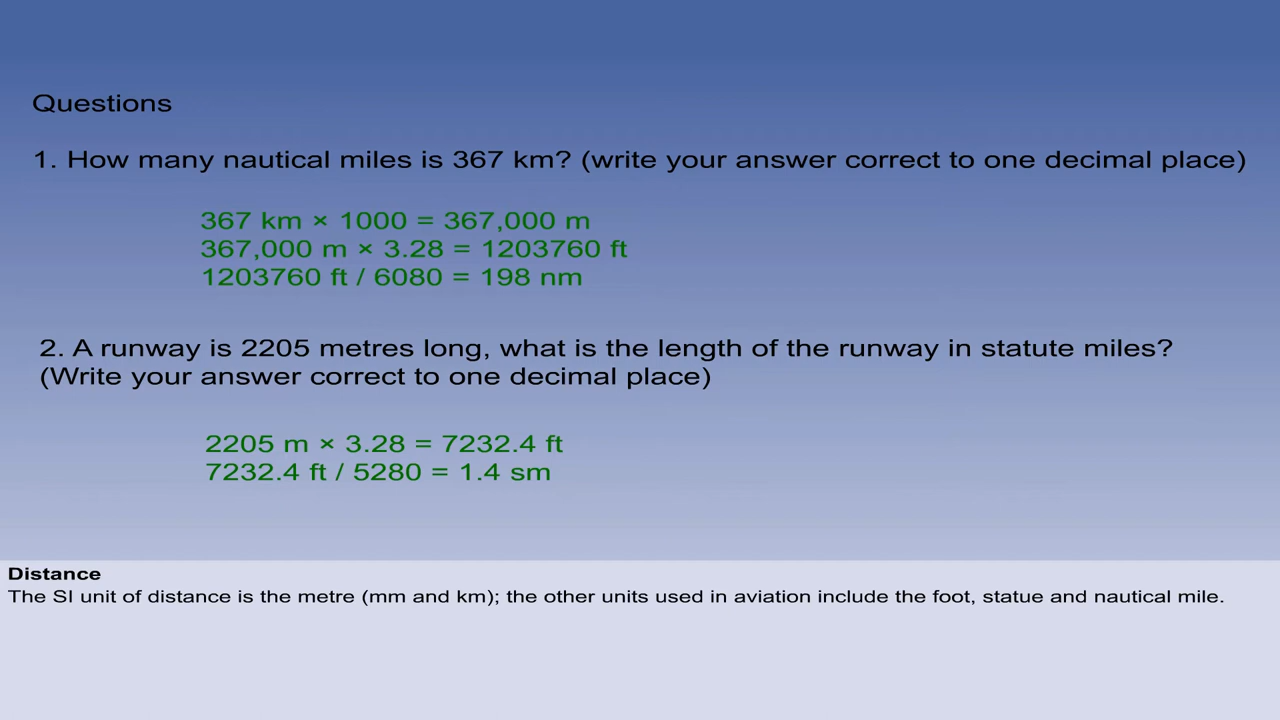 Questions
1. How many nautical miles is 367 km? (write your answer correct to one decimal place)
367 km × 1000 = 367,000 m
367,000 m × 3.28 = 1203760 ft
1203760 ft / 6080 = 198 nm
2. A runway is 2205 metres long, what is the length of the runway in statute miles?
(Write your answer correct to one decimal place)
2205 m × 3.28 = 7232.4 ft
7232.4 ft / 5280 = 1.4 sm
Distance
The SI unit of distance is the metre (mm and km); the other units used in aviation include the foot, statue and nautical mile.